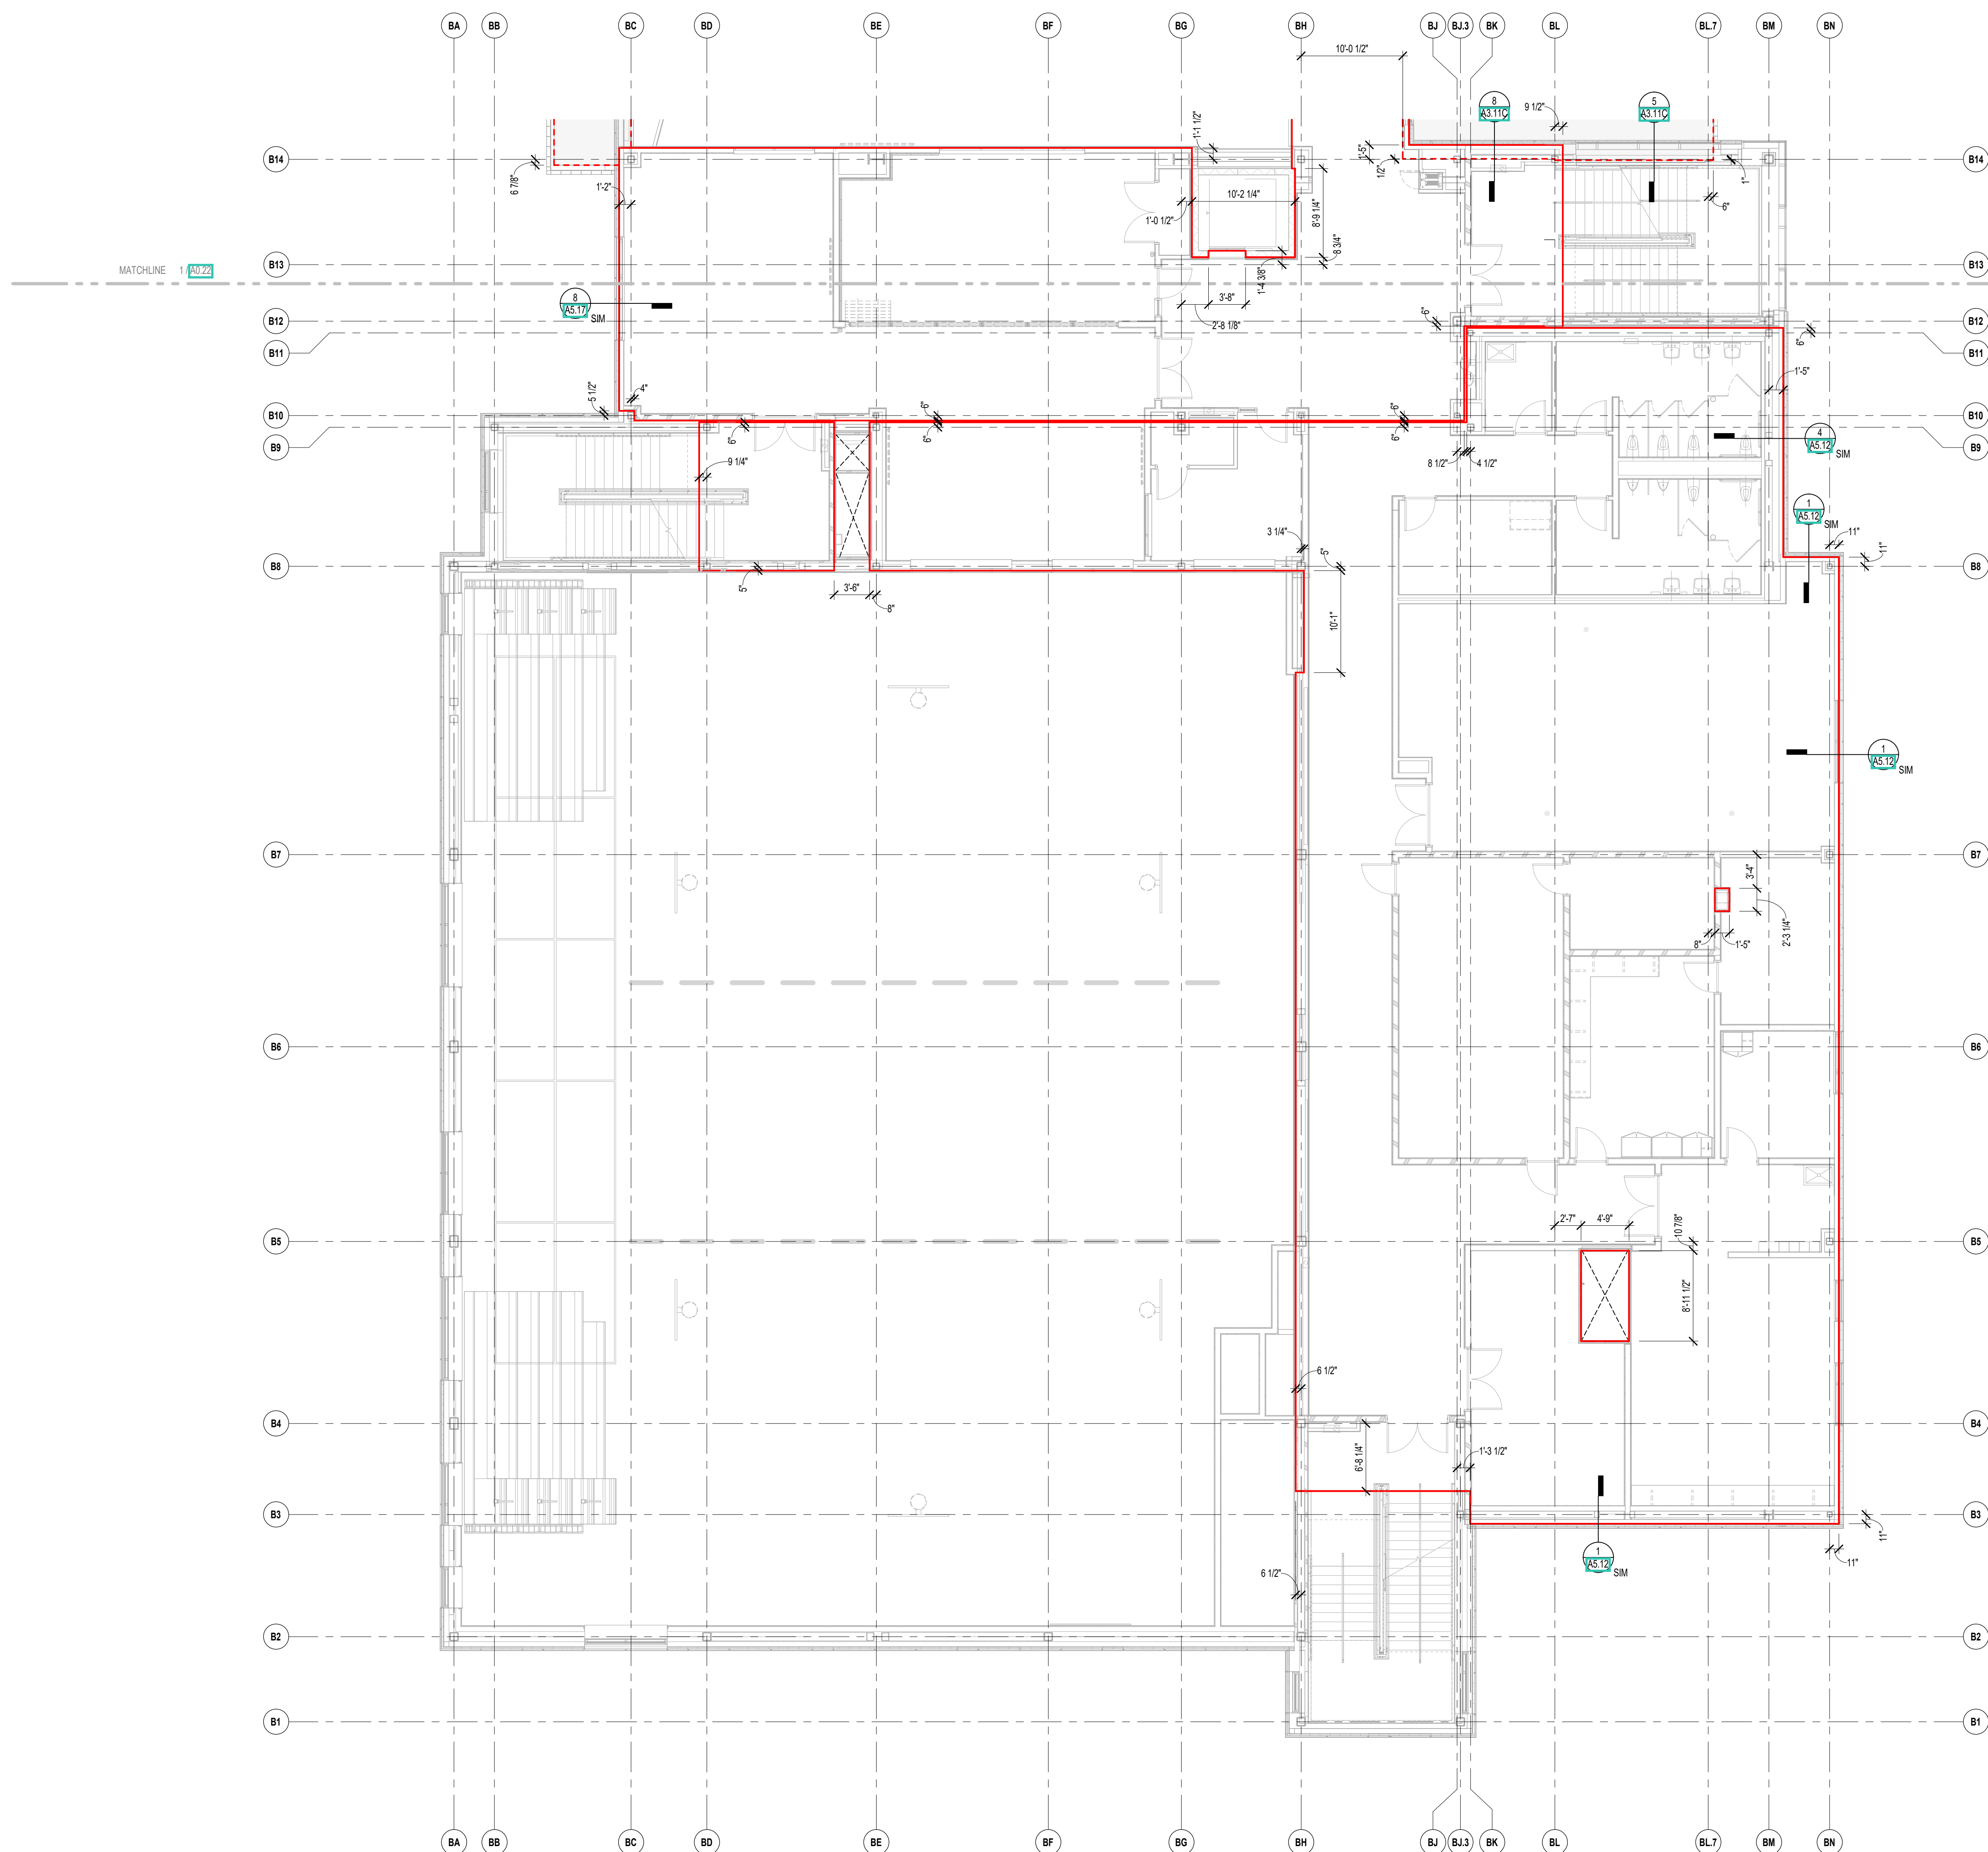 BA BB BC BD BE BF BG BH BJ BJ.3 BK BL BL.7 BM BN
10'-0 1/2"
8
A3.11C
9 1/2"
5
A3.11C
1'-1 1/2"
1'-5"
1/2"
1"
B14
B14
6 7/8"
1'-2"
10'-2 1/4"
1'-0 1/2"
8'-9 1/4"
8 3/4"
6"
B13
B13
MATCHLINE 1 / A0.22
1'-4 3/8"
3'-8"
2'-8 1/8"
8
A5.17
SIM
B12
B12
6"
6"
B11
B11
1'-5"
5 1/2"
4"
B10
6"
6"
B10
B9
6"
6"
6"
4
A5.12
SIM
B9
9 1/4"
8 1/2"
4 1/2"
1
A5.12
SIM
3 1/4"
5"
11"
11"
B8
B8
5"
3'-6"
8"
10'-1"
1
A5.12
SIM
B7
B7
3'-4"
2'-3 1/4"
8"
1'-5"
B6
B6
2'-7"
4'-9"
10 7/8"
B5
B5
8'-11 1/2"
6 1/2"
B4
B4
6'-8 1/4"
1'-3 1/2"
B3
B3
11"
1
A5.12
SIM
11"
6 1/2"
B2
B2
B1
B1
BA BB BC BD BE BF BG BH BJ BJ.3 BK BL BL.7 BM BN